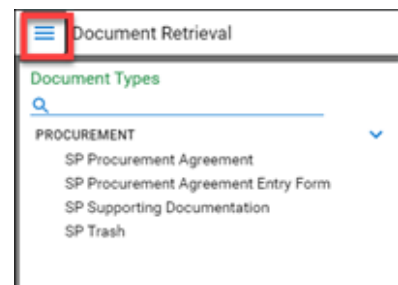 Document Retrieval
Document Types
PROCUREMENT
SP Procurement Agreement
SP Procurement Agreement Entry Form
SP Supporting Documentation
SP Trash